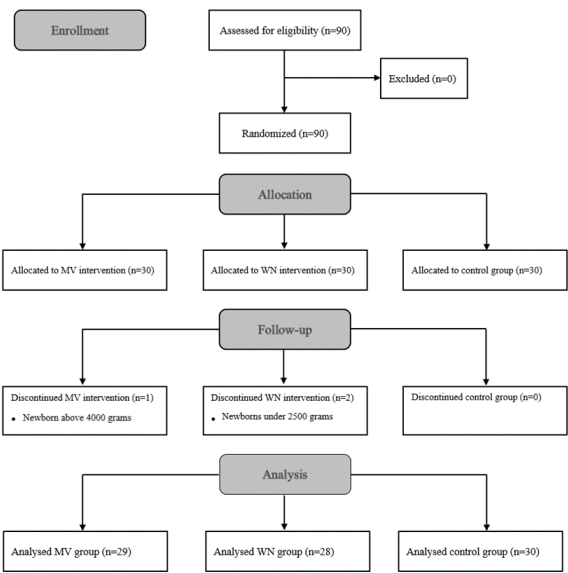 Enrollment
Assessed for eligibility (n=90)
Excluded (n=0)
Randomized (n=90)
Allocation
Allocated to MV intervention (n=30)
Allocated to WN intervention (n=30)
Allocated to control group (n=30)
Follow-up
Discontinued MV intervention (n=1)
• Newborn above 4000 grams
Discontinued WN intervention (n=2)
• Newborns under 2500 grams
Discontinued control group (n=0)
Analysis
Analysed MV group (n=29)
Analysed WN group (n=28)
Analysed control group (n=30)